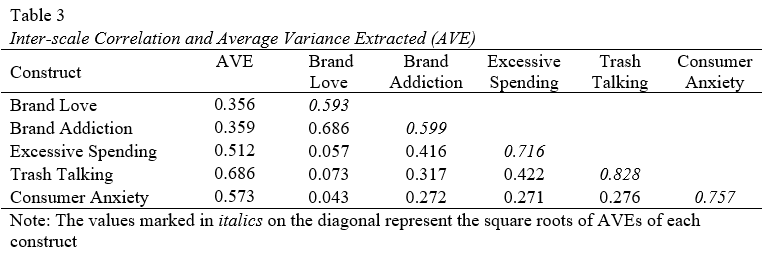 Table 3
Inter-scale Correlation and Average Variance Extracted (AVE)
Construct AVE Brand Love Brand Addiction Excessive Spending Trash Talking Consumer Anxiety
Brand Love 0.356 0.593
Brand Addiction 0.359 0.686 0.599
Excessive Spending 0.512 0.057 0.416 0.716
Trash Talking 0.686 0.073 0.317 0.422 0.828
Consumer Anxiety 0.573 0.043 0.272 0.271 0.276 0.757
Note: The values marked in italics on the diagonal represent the square roots of AVEs of each
construct